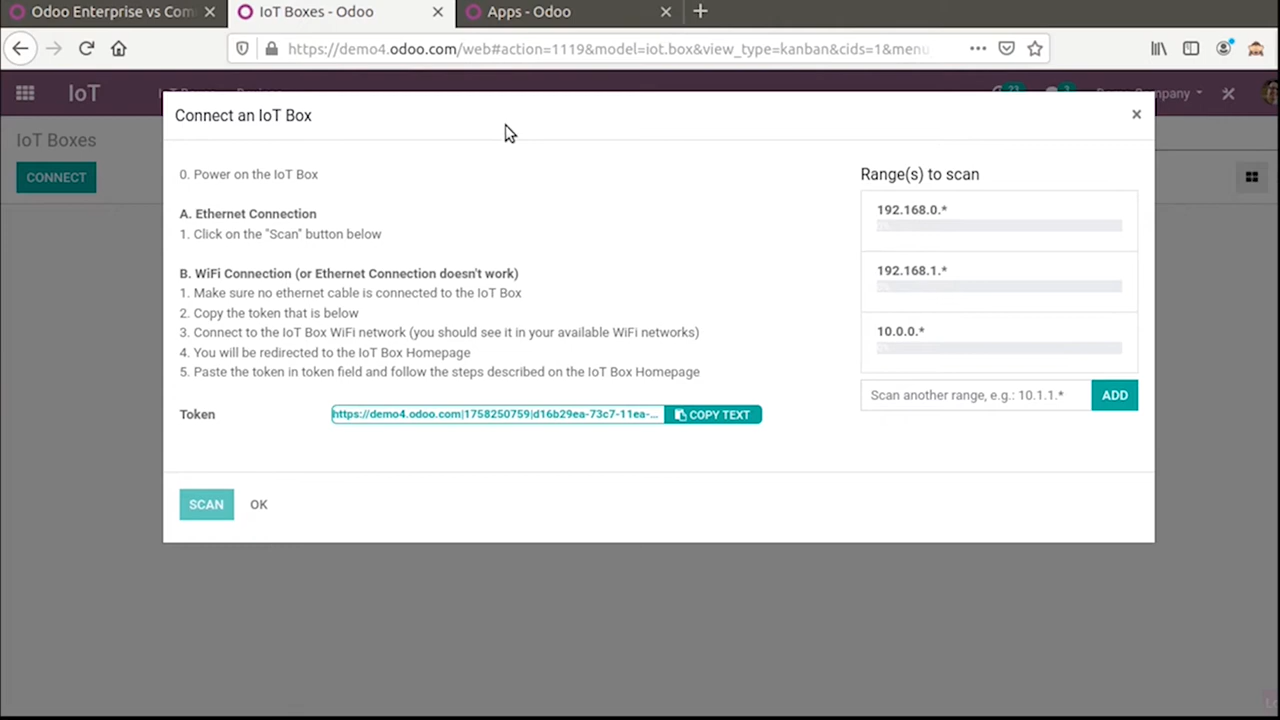 Odoo Enterprise vs Com
IoT Boxes - Odoo
Apps - Odoo
https://demo4.odoo.com/web#action=1119&model=iot.box&view_type=kanban&cids=1&menu
IoT
23
3
Connect an IoT Box
IoT Boxes
CONNECT
0. Power on the IoT Box
A. Ethernet Connection
1. Click on the "Scan" button below
B. WiFi Connection (or Ethernet Connection doesn't work)
1. Make sure no ethernet cable is connected to the IoT Box
2. Copy the token that is below
3. Connect to the IoT Box WiFi network (you should see it in your available WiFi networks)
4. You will be redirected to the IoT Box Homepage
5. Paste the token in token field and follow the steps described on the IoT Box Homepage
Token
https://demo4.odoo.com|1758250759|d16b29ea-73c7-11ea-...
COPY TEXT
Range(s) to scan
192.168.0.*
192.168.1.*
10.0.0.*
Scan another range, e.g.: 10.1.1.*
ADD
SCAN
OK